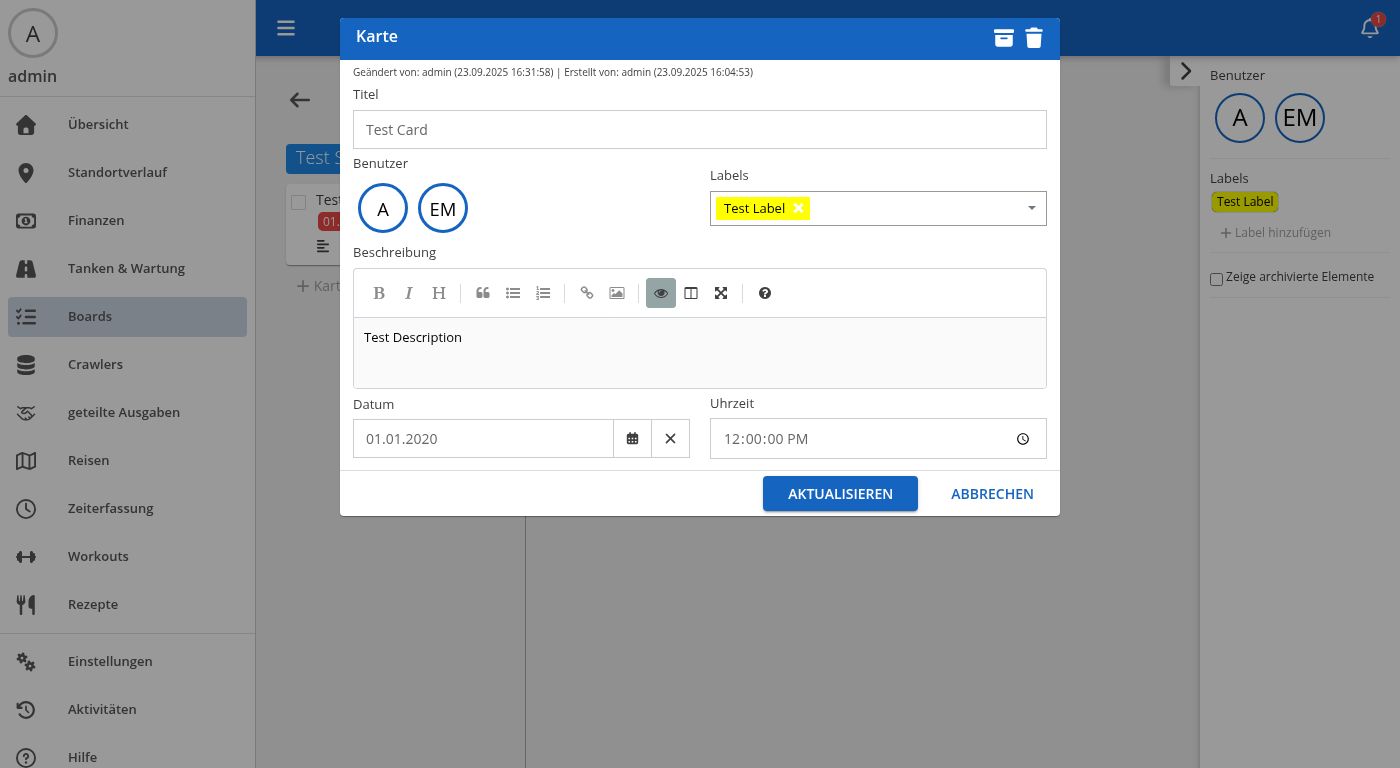 A
admin
Übersicht
Standortverlauf
Finanzen
Tanken & Wartung
Boards
Crawlers
geteilte Ausgaben
Reisen
Zeiterfassung
Workouts
Rezepte
Einstellungen
Aktivitäten
Hilfe
1
Test
Test
01.
Karte
Geändert von: admin (23.09.2025 16:31:58) | Erstellt von: admin (23.09.2025 16:04:53)
Titel
Test Card
Benutzer
A EM
Labels
Test Label
Beschreibung
B I H
Test Description
Datum
01.01.2020
Uhrzeit
12:00:00 PM
AKTUALISIEREN
ABBRECHEN
Benutzer
A EM
Labels
Test Label
Label hinzufügen
Zeige archivierte Elemente